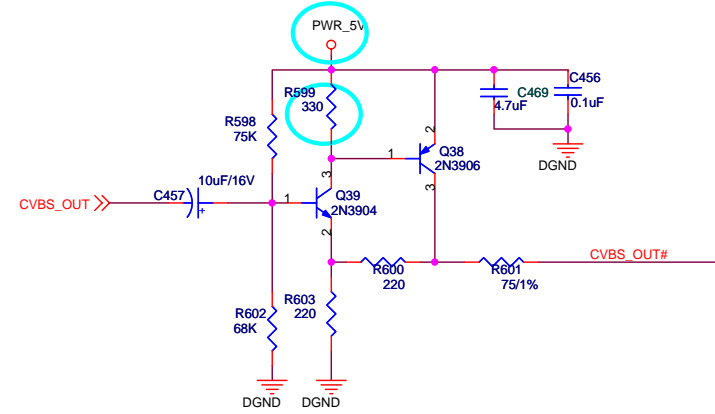 PWR_5V
R599
330
C456
C469
4.7uF
0.1uF
R598
75K
2
Q38
1
2N3906
DGND
10uF/16V
3
3
C457
Q39
CVBS_OUT
1
2N3904
+
2
CVBS_OUT#
R600
R601
220
75/1%
R603
R602
220
68K
DGND
DGND